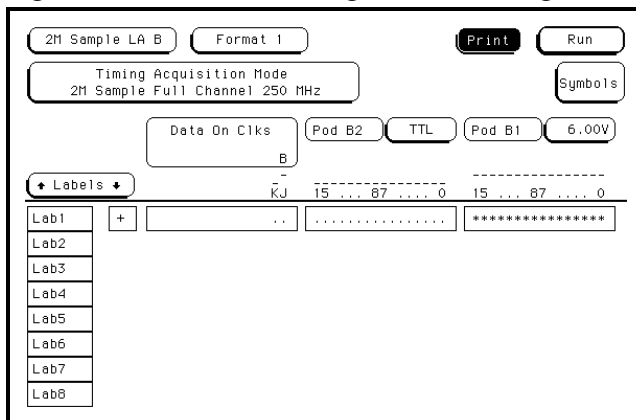 2M Sample LA B Format 1 Print Run
Timing Acquisition Mode
2M Sample Full Channel 250 MHz
Symbols
Data On Clks Pod B2 TTL Pod B1 6.00V
B
↑ Labels ↓ KJ 15 ... 87 .... 0 15 ... 87 .... 0
Lab1 + .. ................ ****************
Lab2
Lab3
Lab4
Lab5
Lab6
Lab7
Lab8